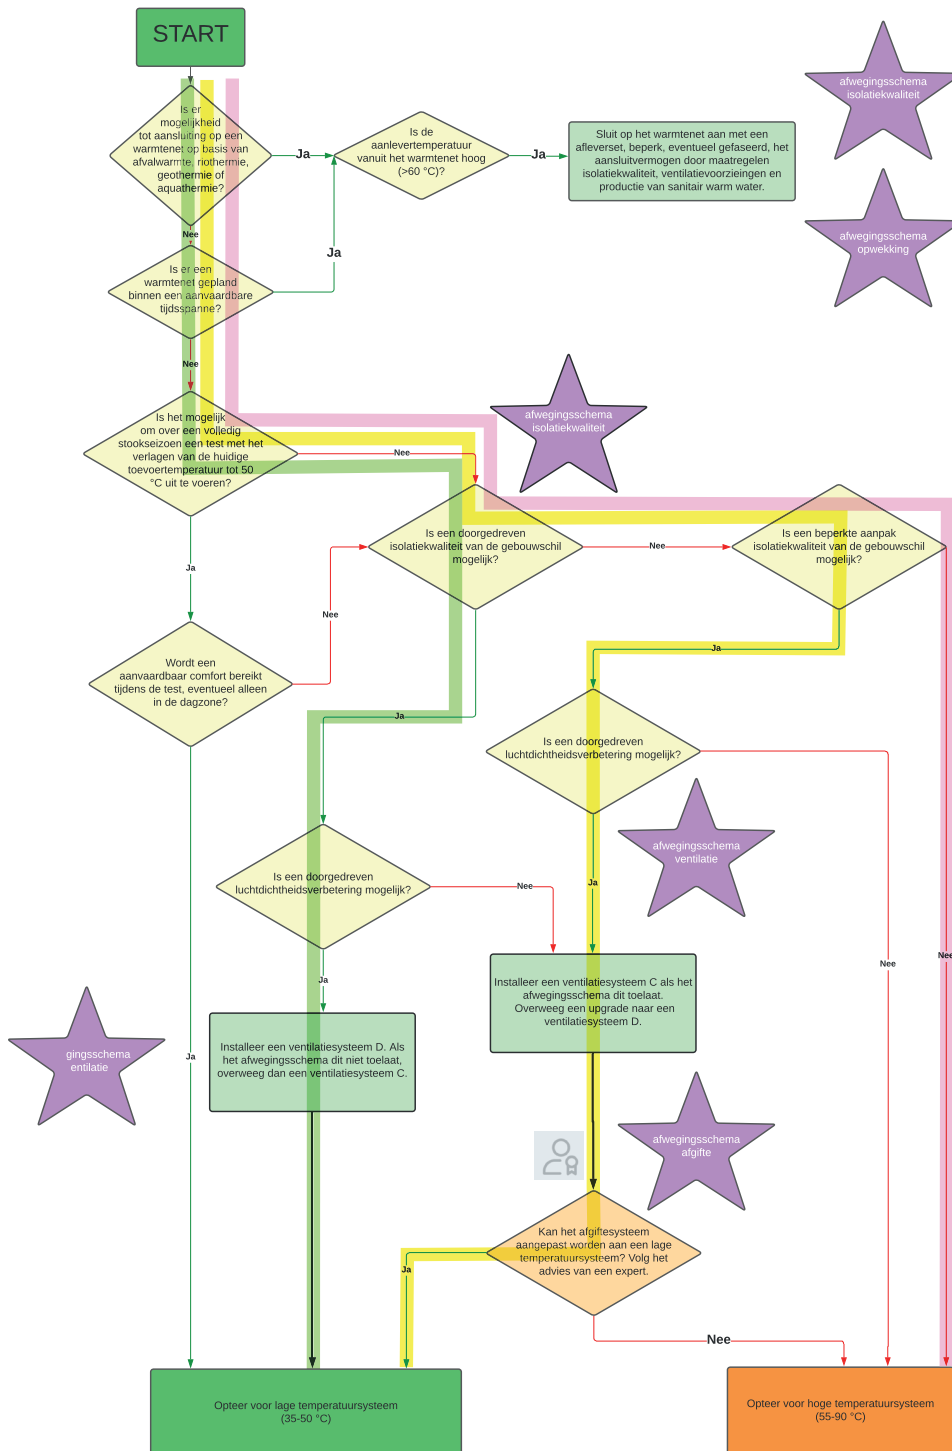 START
afwegingsschema
isolatiekwaliteit
Is er
mogelijkheid
tot aansluiting op een
warmtenet op basis van
afvalwarmte, riothermie,
geothermie of
aquathermie?
Ja
Is de
aanlevertemperatuur
vanuit het warmtenet hoog
(>60 °C)?
Ja
Sluit op het warmtenet aan met een
afleverset, beperk, eventueel gefaseerd, het
aansluitvermogen door maatregelen
isolatiekwaliteit, ventilatievoorzieingen en
productie van sanitair warm water.
Nee
afwegingsschema
opwekking
Ja
Is er een
warmtenet gepland
binnen een aanvaardbare
tijdsspanne?
Nee
afwegingsschema
isolatiekwaliteit
Is het mogelijk
om over een volledig
stookseizoen een test met het
verlagen van de huidige
toevoertemperatuur tot 50
°C uit te voeren?
Nee
Is een doorgedreven
isolatiekwaliteit van de gebouwschil
mogelijk?
Nee
Is een beperkte aanpak
isolatiekwaliteit van de gebouwschil
mogelijk?
Ja
Nee
Ja
Wordt een
aanvaardbaar comfort bereikt
tijdens de test, eventueel alleen
in de dagzone?
Ja
Is een doorgedreven
luchtdichtheidsverbetering mogelijk?
afwegingsschema
ventilatie
Is een doorgedreven
luchtdichtheidsverbetering mogelijk?
Nee
Ja
Nee
Nee
Ja
Installeer een ventilatiesysteem C als het
afwegingsschema dit toelaat.
Overweeg een upgrade naar een
ventilatiesysteem D.
gingsschema
entilatie
Ja
Installeer een ventilatiesysteem D. Als
het afwegingsschema dit niet toelaat,
overweeg dan een ventilatiesysteem C.
afwegingsschema
afgifte
Kan het afgiftesysteem
aangepast worden aan een lage
temperatuursysteem? Volg het
advies van een expert.
Ja
Nee
Opteer voor lage temperatuursysteem
(35-50 °C)
Opteer voor hoge temperatuursysteem
(55-90 °C)